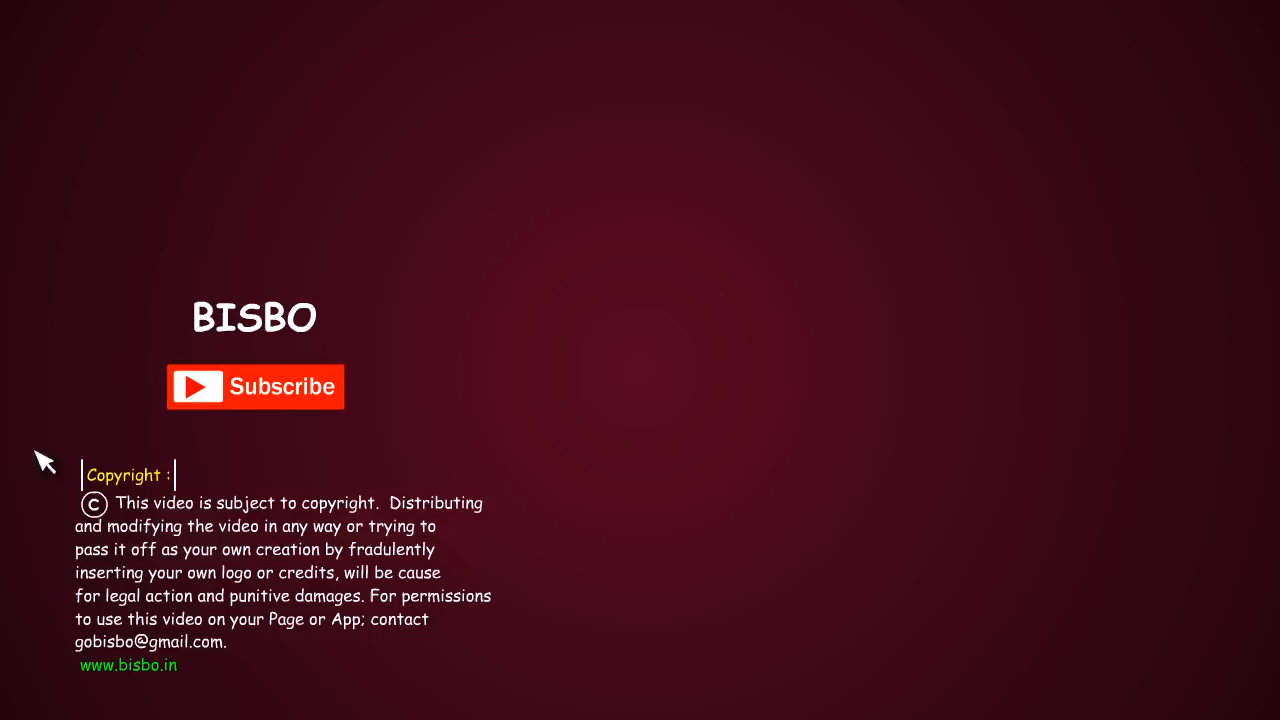 BISBO
Subscribe
Copyright :
© This video is subject to copyright. Distributing
and modifying the video in any way or trying to
pass it off as your own creation by fradulently
inserting your own logo or credits, will be cause
for legal action and punitive damages. For permissions
to use this video on your Page or App; contact
gobisbo@gmail.com.
www.bisbo.in